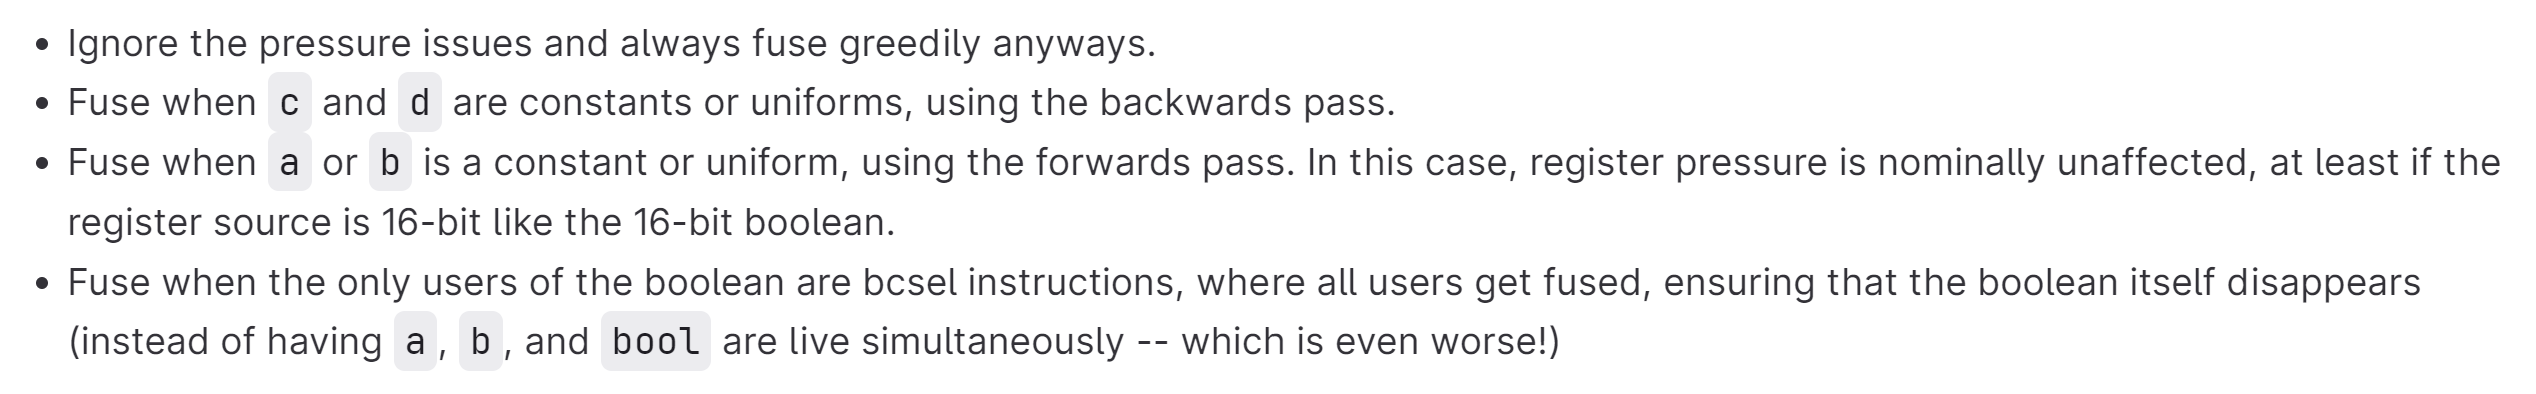 • Ignore the pressure issues and always fuse greedily anyways.
• Fuse when c and d are constants or uniforms, using the backwards pass.
• Fuse when a or b is a constant or uniform, using the forwards pass. In this case, register pressure is nominally unaffected, at least if the
register source is 16-bit like the 16-bit boolean.
• Fuse when the only users of the boolean are bcsel instructions, where all users get fused, ensuring that the boolean itself disappears
(instead of having a, b, and bool are live simultaneously -- which is even worse!)